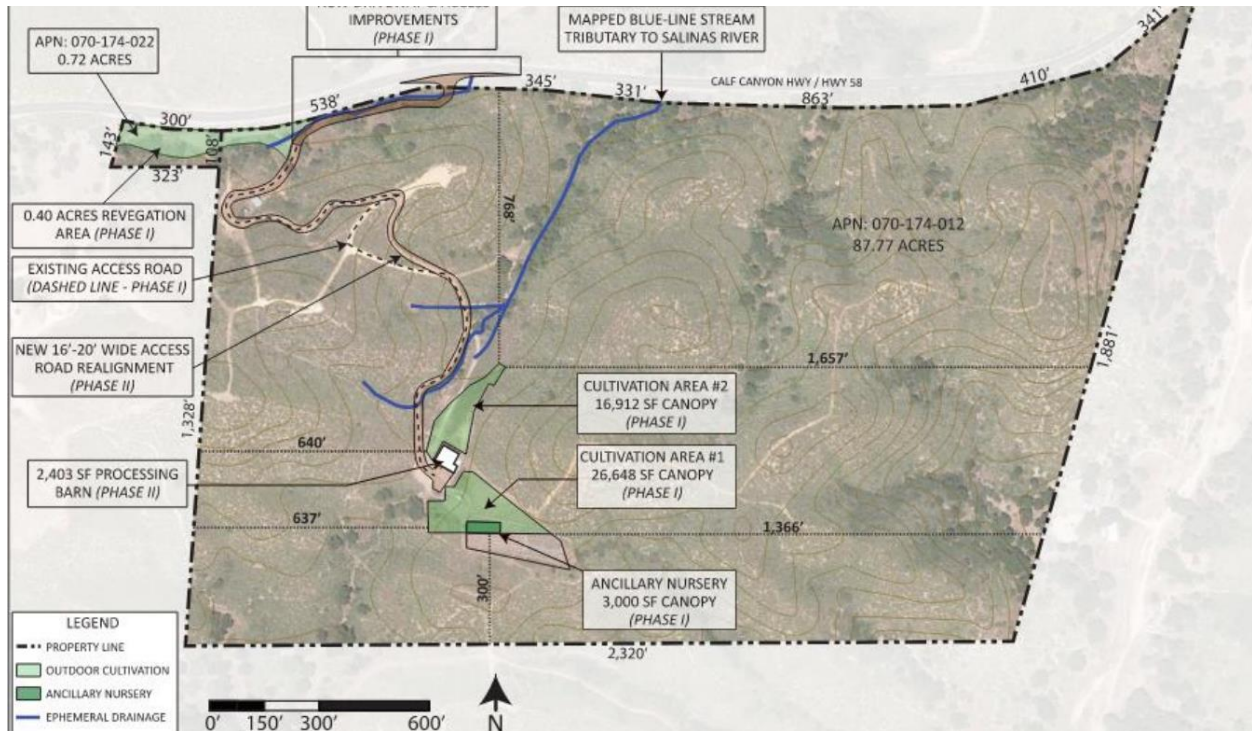 IMPROVEMENTS
(PHASE I)
MAPPED BLUE-LINE STREAM
TRIBUTARY TO SALINAS RIVER
APN: 070-174-022
0.72 ACRES
341'
345'
331'
CALF CANYON HWY / HWY 58
863'
410'
538'
300'
143'
108'
323'
768'
0.40 ACRES REVEGATION
AREA (PHASE I)
APN: 070-174-012
87.77 ACRES
EXISTING ACCESS ROAD
(DASHED LINE - PHASE I)
NEW 16'-20' WIDE ACCESS
ROAD REALIGNMENT
(PHASE II)
1,657'
1,881'
CULTIVATION AREA #2
16,912 SF CANOPY
(PHASE I)
1,328'
640'
2,403 SF PROCESSING
BARN (PHASE II)
CULTIVATION AREA #1
26,648 SF CANOPY
(PHASE I)
637'
1,366'
300'
ANCILLARY NURSERY
3,000 SF CANOPY
(PHASE I)
2,320'
LEGEND
PROPERTY LINE
OUTDOOR CULTIVATION
ANCILLARY NURSERY
EPHEMERAL DRAINAGE
0' 150' 300' 600'
N